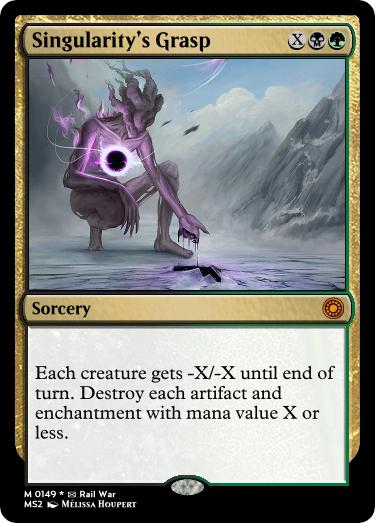 Singularity's Grasp X
Sorcery
Each creature gets -X/-X until end of
turn. Destroy each artifact and
enchantment with mana value X or
less.
M 0149 * Rail War
MS2 Mélissa Houpert